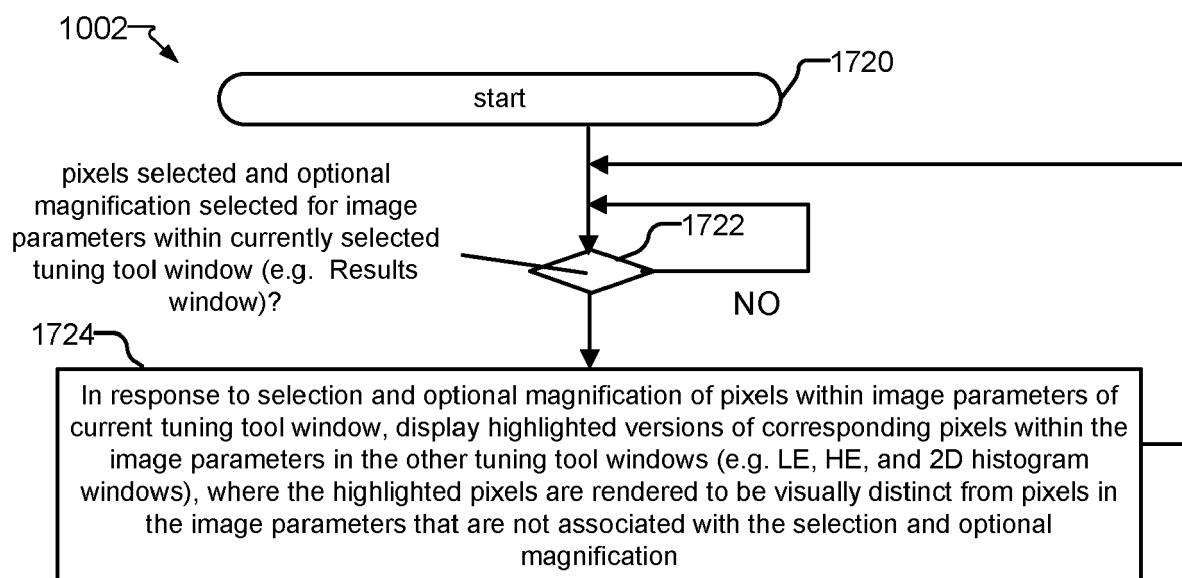 1002
1720
start
pixels selected and optional
magnification selected for image
parameters within currently selected
tuning tool window (e.g. Results
window)?
1722
NO
1724
In response to selection and optional magnification of pixels within image parameters of
current tuning tool window, display highlighted versions of corresponding pixels within the
image parameters in the other tuning tool windows (e.g. LE, HE, and 2D histogram
windows), where the highlighted pixels are rendered to be visually distinct from pixels in
the image parameters that are not associated with the selection and optional
magnification